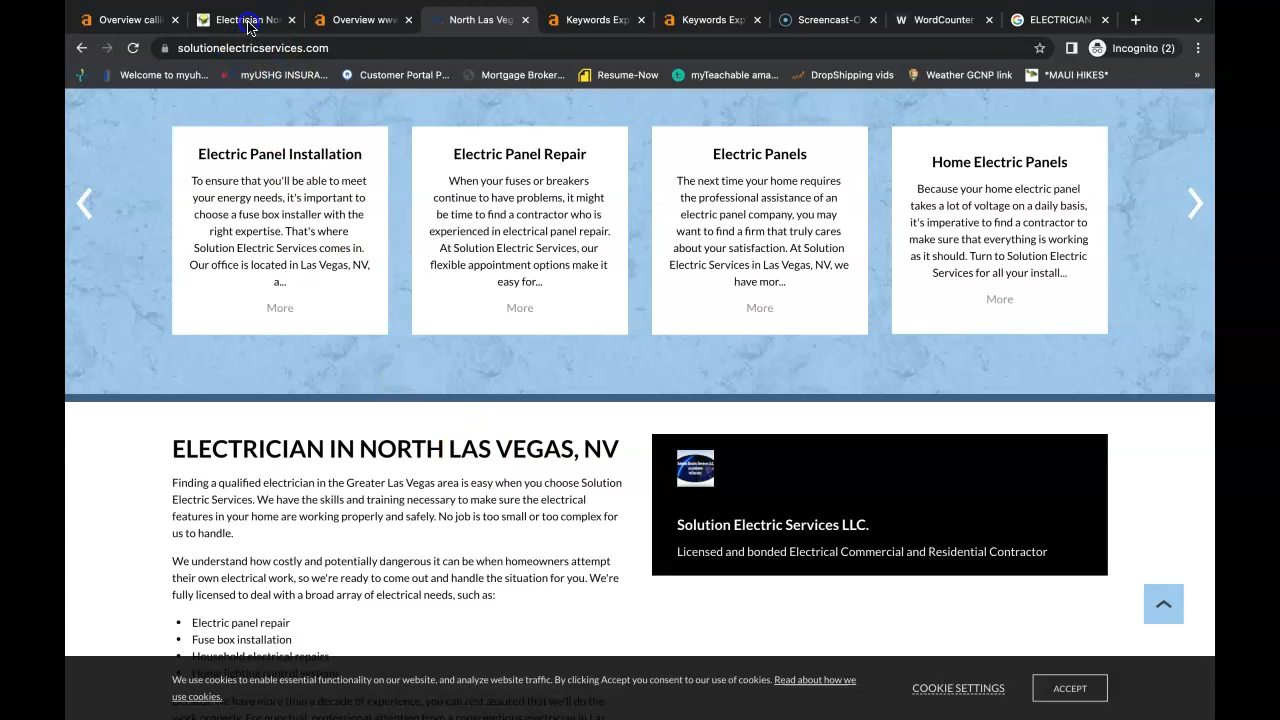 Overview calli
Electrician No
Overview www
North Las Veg
Keywords Exp
Keywords Exp
Screencast-O
WordCounter
ELECTRICIAN
solutionelectricservices.com
Incognito (2)
Welcome to myuh...
myUSHG INSURA...
Customer Portal P...
Mortgage Broker...
Resume-Now
myTeachable ama...
DropShipping vids
Weather GCNP link
*MAUI HIKES*
»
Electric Panel Installation
To ensure that you'll be able to meet
your energy needs, it's important to
choose a fuse box installer with the
right expertise. That's where
Solution Electric Services comes in.
Our office is located in Las Vegas, NV,
a...
More
Electric Panel Repair
When your fuses or breakers
continue to have problems, it might
be time to find a contractor who is
experienced in electrical panel repair.
At Solution Electric Services, our
flexible appointment options make it
easy for...
More
Electric Panels
The next time your home requires
the professional assistance of an
electric panel company, you may
want to find a firm that truly cares
about your satisfaction. At Solution
Electric Services in Las Vegas, NV, we
have mor...
More
Home Electric Panels
Because your home electric panel
takes a lot of voltage on a daily basis,
it's imperative to find a contractor to
make sure that everything is working
as it should. Turn to Solution Electric
Services for all your install...
More
ELECTRICIAN IN NORTH LAS VEGAS, NV
Finding a qualified electrician in the Greater Las Vegas area is easy when you choose Solution
Electric Services. We have the skills and training necessary to make sure the electrical
features in your home are working properly and safely. No job is too small or too complex for
us to handle.
We understand how costly and potentially dangerous it can be when homeowners attempt
their own electrical work, so we're ready to come out and handle the situation for you. We're
fully licensed to deal with a broad array of electrical needs, such as:
• Electric panel repair
• Fuse box installation
• Household electrical repairs
Solution Electric Services LLC.
Licensed and bonded Electrical Commercial and Residential Contractor
We use cookies to enable essential functionality on our website, and analyze website traffic. By clicking Accept you consent to our use of cookies. Read about how we
use cookies.
COOKIE SETTINGS
ACCEPT